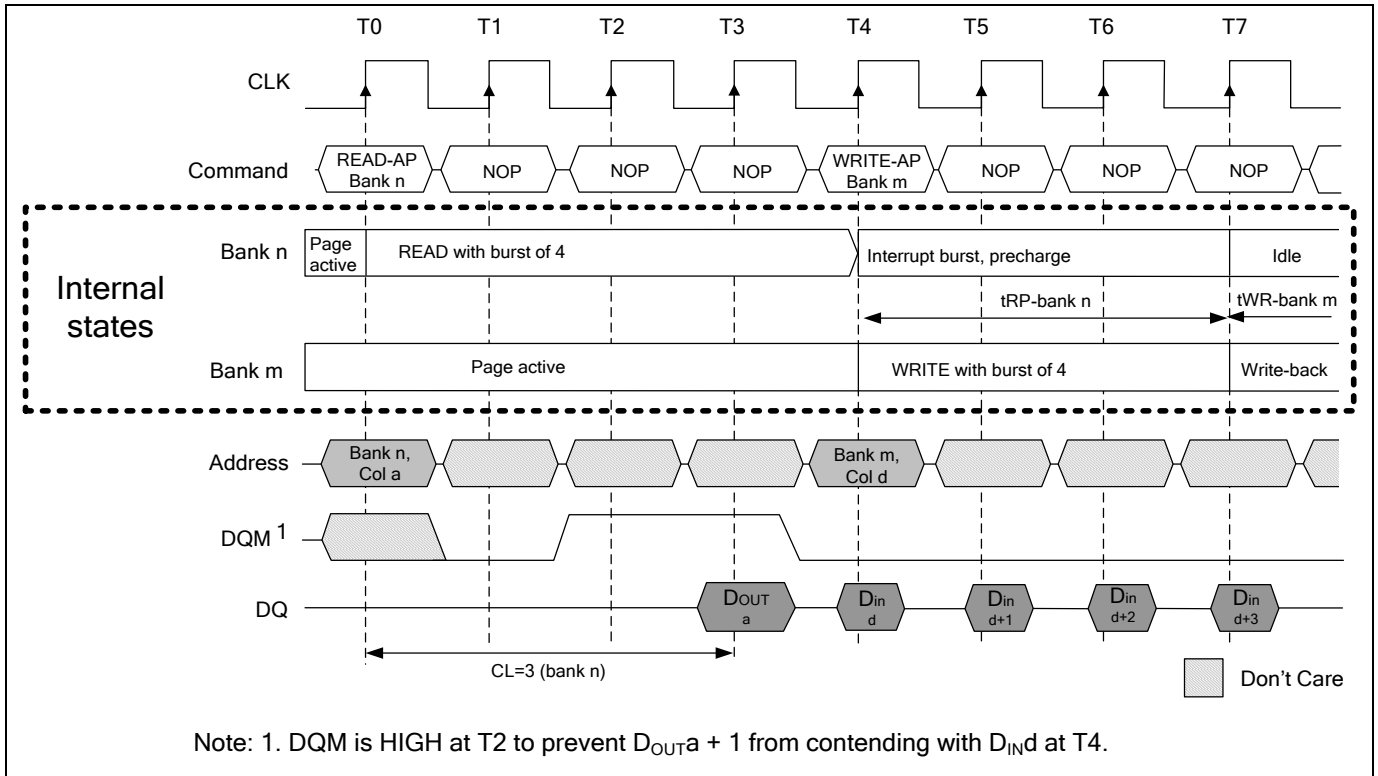 T0 T1 T2 T3 T4 T5 T6 T7
CLK
Command
READ-AP
Bank n
NOP
NOP
NOP
WRITE-AP
Bank m
NOP
NOP
NOP
Internal
states
Bank n
Page
active
READ with burst of 4
Interrupt burst, precharge
Idle
tRP-bank n
tWR-bank m
Bank m
Page active
WRITE with burst of 4
Write-back
Address
Bank n,
Col a
Bank m,
Col d
DQM 1
DQ
DOUT
a
Din
d
Din
d+1
Din
d+2
Din
d+3
CL=3 (bank n)
Don't Care
Note: 1. DQM is HIGH at T2 to prevent DOUTa + 1 from contending with DINd at T4.